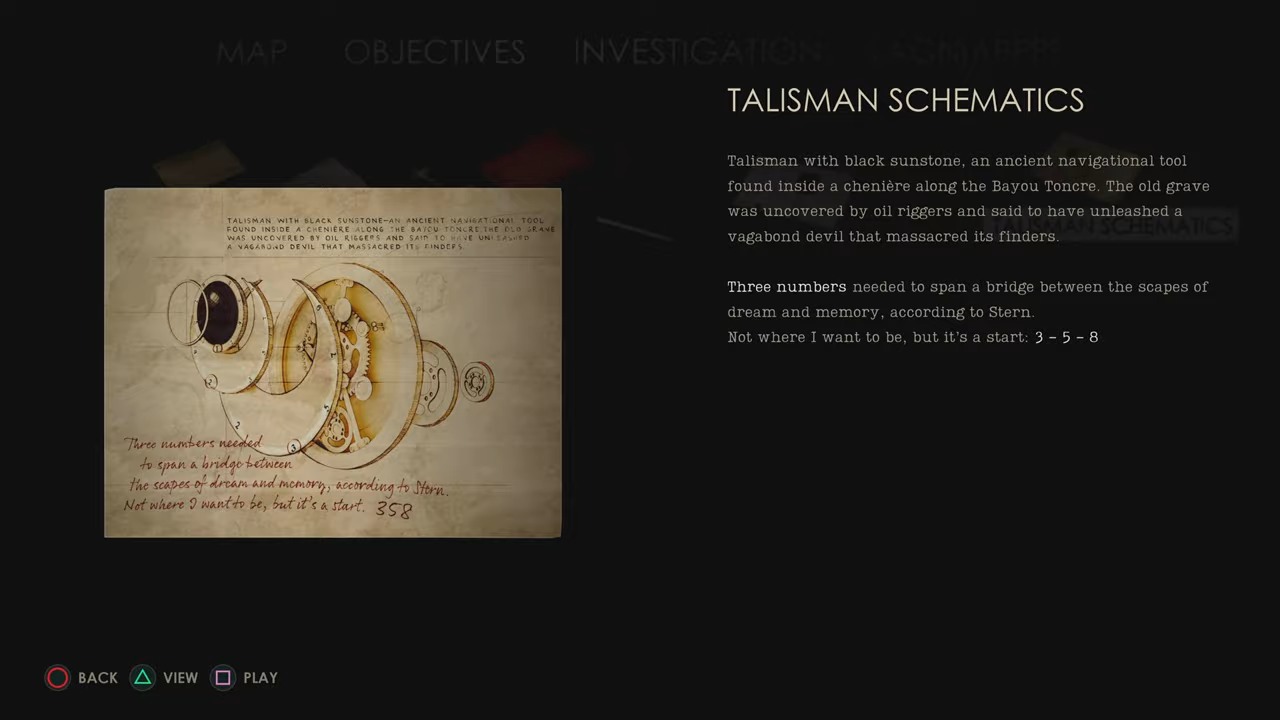 MAP OBJECTIVES INVESTIGATION
TALISMAN SCHEMATICS
Talisman with black sunstone, an ancient navigational tool
found inside a chenière along the Bayou Toncre. The old grave
was uncovered by oil riggers and said to have unleashed a
vagabond devil that massacred its finders.
TALISMAN SCHEMATICS
Three numbers needed to span a bridge between the scapes of
dream and memory, according to Stern.
Not where I want to be, but it's a start: 3 - 5 - 8
TALISMAN WITH BLACK SUNSTONE—AN ANCIENT NAVIGATIONAL TOOL
FOUND INSIDE A CHENIERE ALONG THE BAYOU TONCRE. THE OLD GRAVE
WAS UNCOVERED BY OIL RIGGERS AND SAID TO HAVE UNLEASHED
A VAGABOND DEVIL THAT MASSACRED ITS FINDERS.
Three numbers needed
to span a bridge between
the scapes of dream and memory, according to Stern.
Not where I want to be, but it's a start. 358
BACK VIEW PLAY